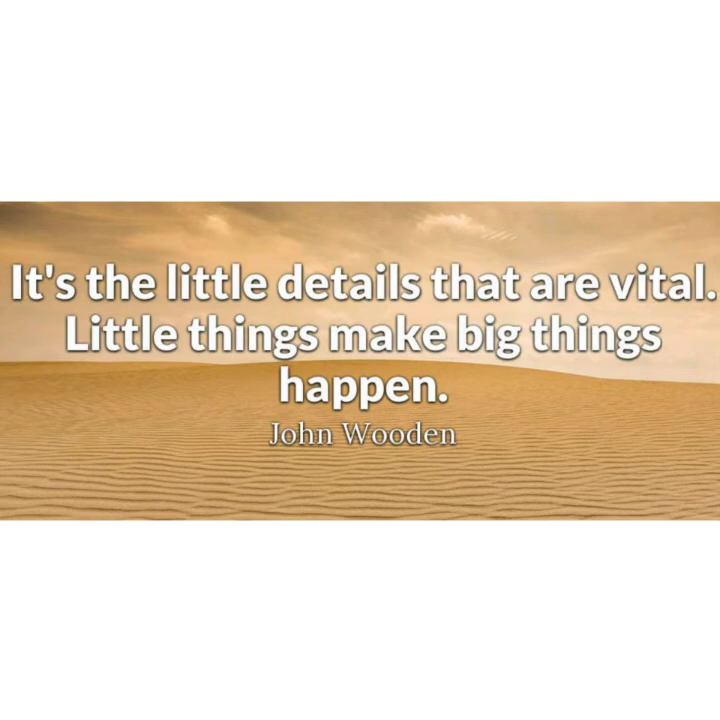 It's the little details that are vital.
Little things make big things
happen.
John Wooden